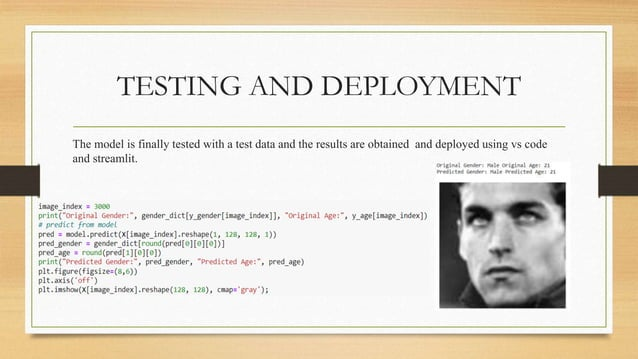 TESTING AND DEPLOYMENT
The model is finally tested with a test data and the results are obtained and deployed using vs code
and streamlit.
Original Gender: Male Original Age: 21
Predicted Gender: Male Predicted Age: 21
image_index = 3000
print("Original Gender:", gender_dict[y_gender[image_index]], "Original Age:", y_age[image_index])
# predict from model
pred = model.predict(X[image_index].reshape(1, 128, 128, 1))
pred_gender = gender_dict[round(pred[0][0][0])]
pred_age = round(pred[1][0][0])
print("Predicted Gender:", pred_gender, "Predicted Age:", pred_age)
plt.figure(figsize=(8,6))
plt.axis('off')
plt.imshow(X[image_index].reshape(128, 128), cmap='gray');